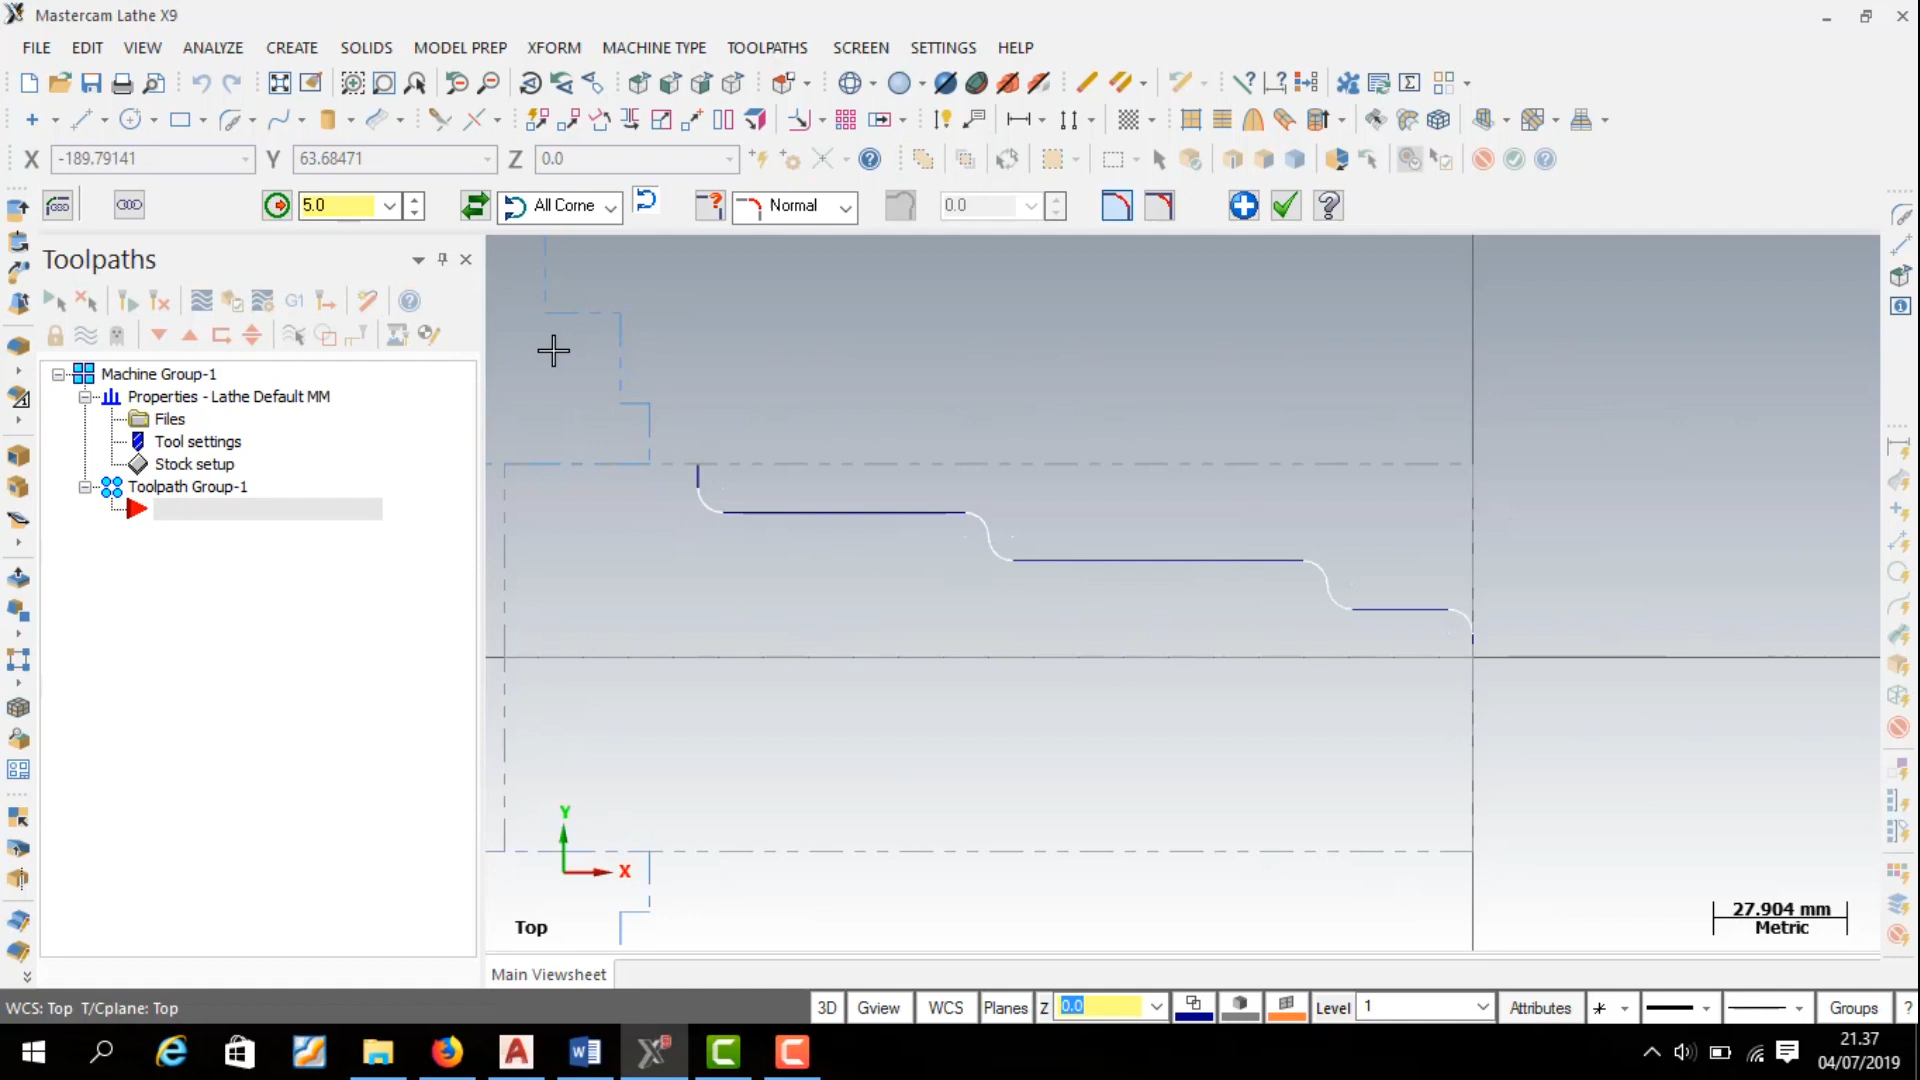 Mastercam Lathe X9
FILE EDIT VIEW ANALYZE CREATE SOLIDS MODEL PREP XFORM MACHINE TYPE TOOLPATHS SCREEN SETTINGS HELP
X -189.79141 Y 63.68471 Z 0.0
5.0 All Corne Normal 0.0
Toolpaths
G1
Machine Group-1
Properties - Lathe Default MM
Files
Tool settings
Stock setup
Toolpath Group-1
Y
X
Top
27.904 mm
Metric
Main Viewsheet
WCS: Top T/Cplane: Top 3D Gview WCS Planes Z 0.0 Level 1 Attributes Groups ?
21.37
04/07/2019